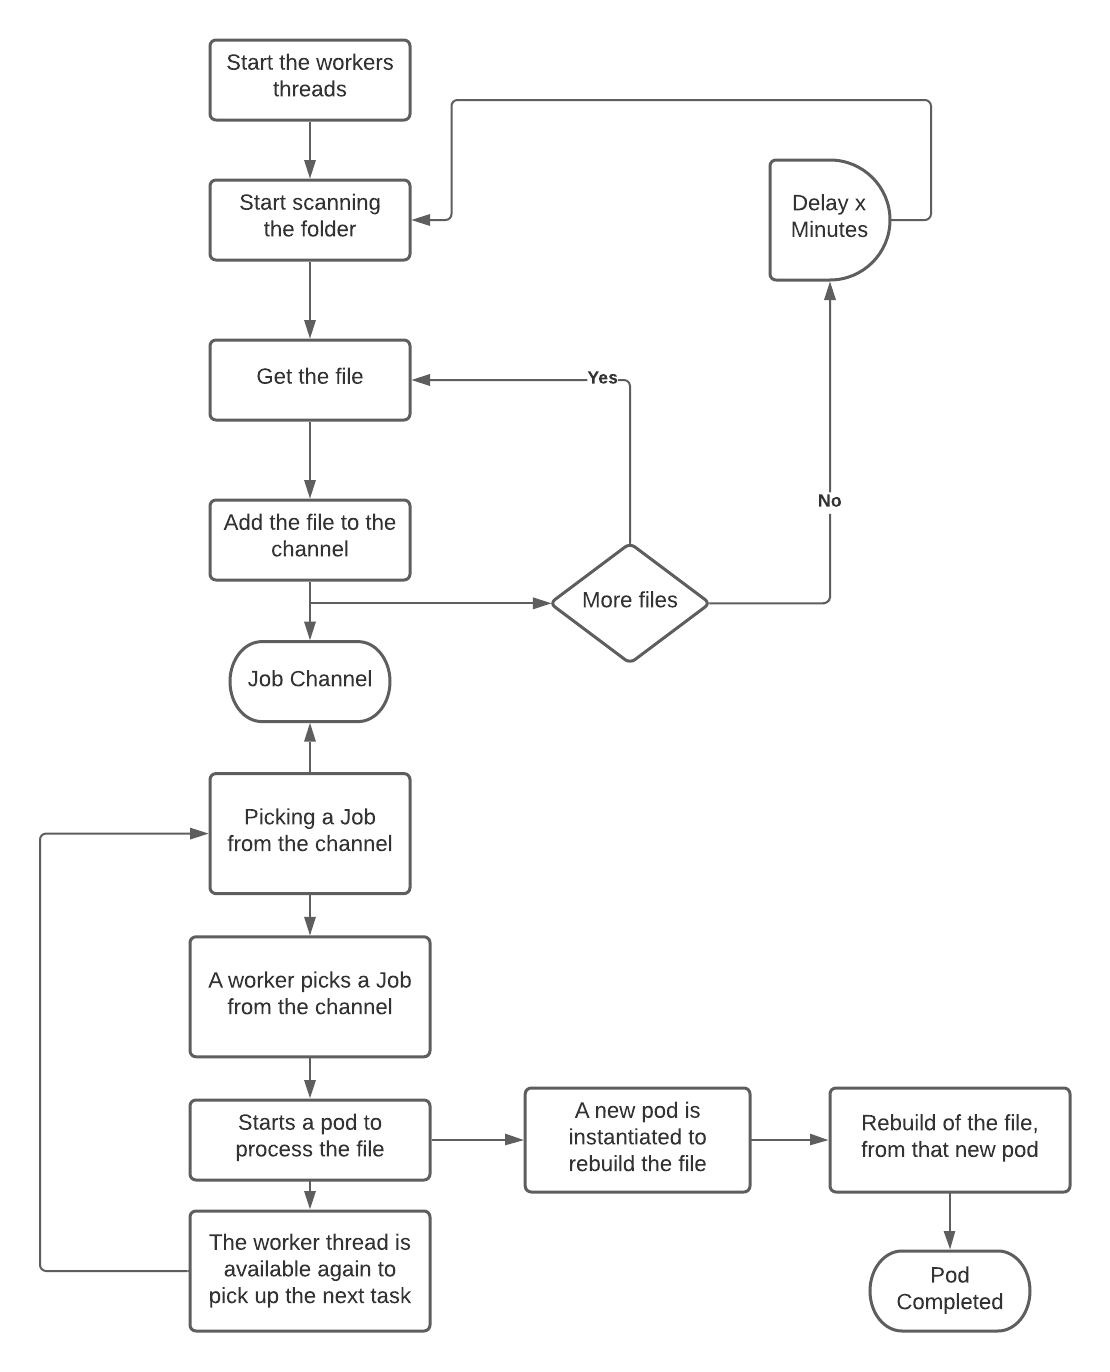 Start the workers
threads
Start scanning
the folder
Delay x
Minutes
Get the file
Yes
No
Add the file to the
channel
More files
Job Channel
Picking a Job
from the channel
A worker picks a Job
from the channel
Starts a pod to
process the file
A new pod is
instantiated to
rebuild the file
Rebuild of the file,
from that new pod
The worker thread is
available again to
pick up the next task
Pod
Completed